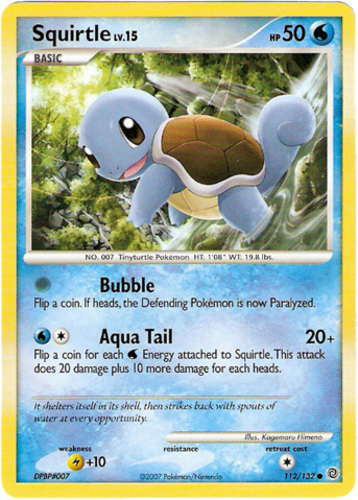 Squirtle LV.15 HP 50
BASIC
NO. 007 Tinyturtle Pokémon HT: 1'08" WT: 19.8 lbs.
Bubble
Flip a coin. If heads, the Defending Pokémon is now Paralyzed.
Aqua Tail 20+
Flip a coin for each Energy attached to Squirtle. This attack
does 20 damage plus 10 more damage for each heads.
It shelters itself in its shell, then strikes back with spouts of
water at every opportunity.
Illus. Kagemaru Himeno
weakness resistance retreat cost
+10
DPBP#007 ©2007 Pokémon/Nintendo 112/132